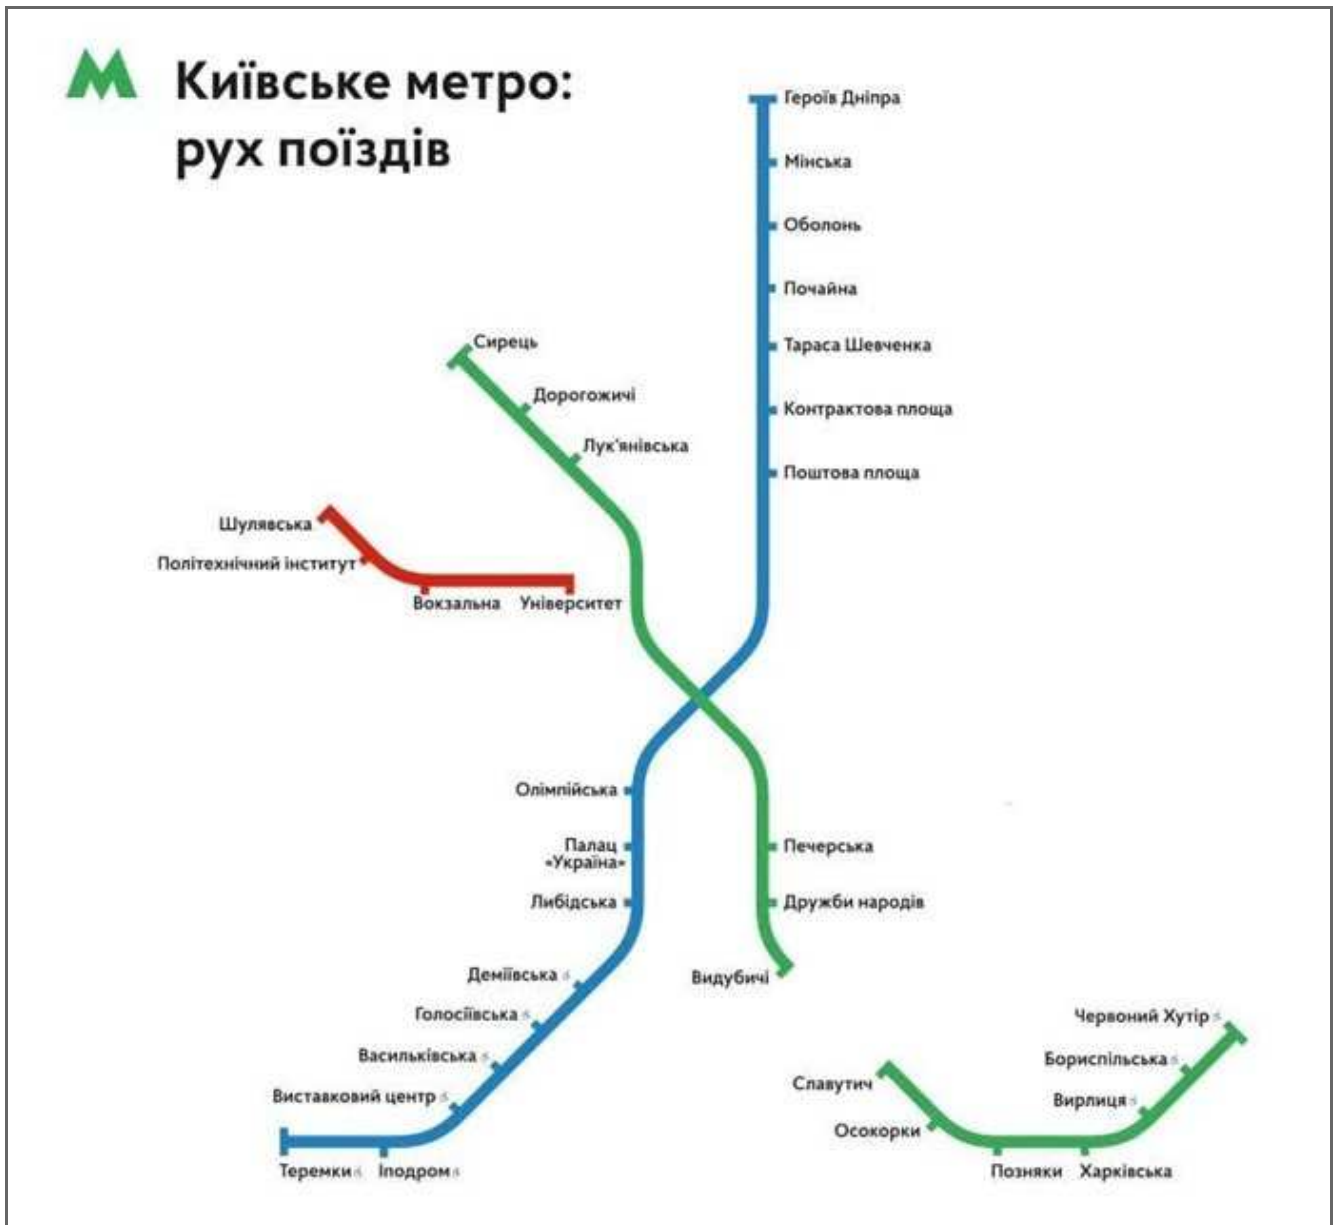 Київське метро:
рух поїздів
Героїв Дніпра
Мінська
Оболонь
Почайна
Тараса Шевченка
Контрактова площа
Поштова площа
Сирець
Дорогожичі
Лук'янівська
Шулявська
Політехнічний інститут
Вокзальна
Університет
Олімпійська
Палац
«Україна»
Либідська
Печерська
Дружби народів
Видубичі
Деміївська
Голосіївська
Васильківська
Виставковий центр
Теремки
Іподром
Червоний Хутір
Бориспільська
Вирлиця
Славутич
Осокорки
Позняки
Харківська